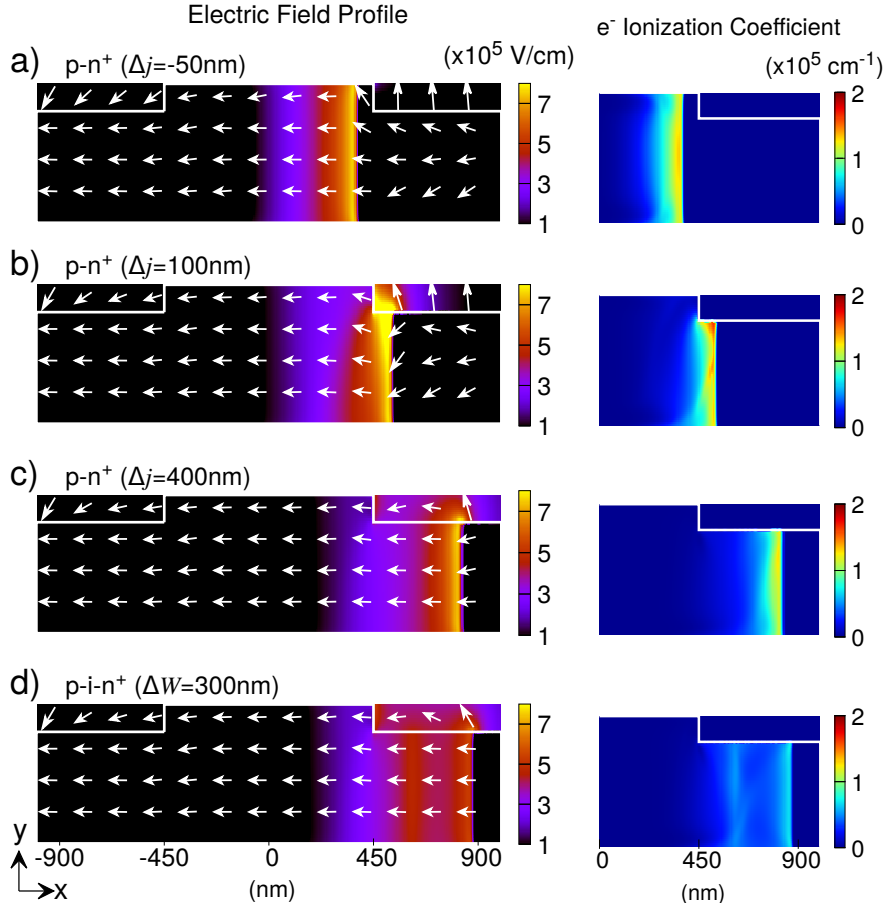 Electric Field Profile
e⁻ Ionization Coefficient
(x10⁵ V/cm)
(x10⁵ cm⁻¹)
a) p-n⁺ (Δj=-50nm)
7
5
3
1
2
1
0
b) p-n⁺ (Δj=100nm)
7
5
3
1
2
1
0
c) p-n⁺ (Δj=400nm)
7
5
3
1
2
1
0
d) p-i-n⁺ (ΔW=300nm)
7
5
3
1
2
1
0
y
x
-900 -450 0 450 900
(nm)
0 450 900
(nm)